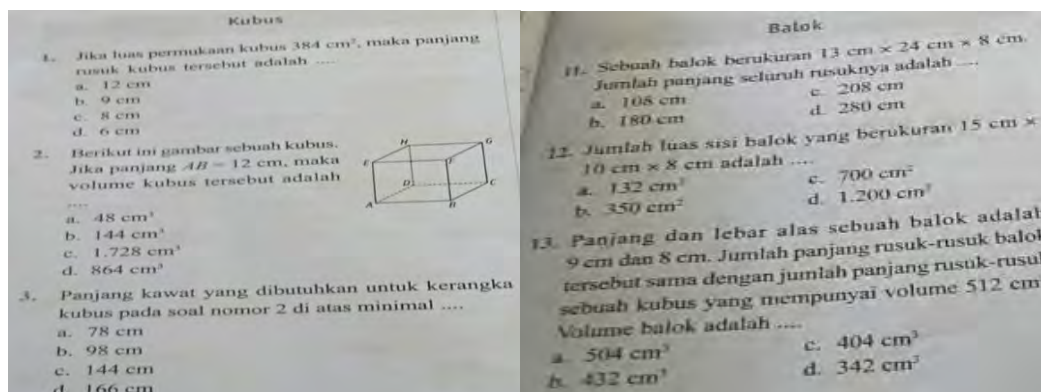 Kubus
1. Jika luas permukaan kubus 384 cm², maka panjang
rusuk kubus tersebut adalah ....
a. 12 cm
b. 9 cm
c. 8 cm
d. 6 cm
2. Berikut ini gambar sebuah kubus.
Jika panjang AB = 12 cm, maka
volume kubus tersebut adalah
....
a. 48 cm³
b. 144 cm³
c. 1.728 cm³
d. 864 cm³
H
G
E
F
D
C
A
B
3. Panjang kawat yang dibutuhkan untuk kerangka
kubus pada soal nomor 2 di atas minimal ....
a. 78 cm
b. 98 cm
c. 144 cm
d. 166 cm
Balok
11. Sebuah balok berukuran 13 cm × 24 cm × 8 cm.
Jumlah panjang seluruh rusuknya adalah ....
a. 108 cm c. 208 cm
b. 180 cm d. 280 cm
12. Jumlah luas sisi balok yang berukuran 15 cm ×
10 cm × 8 cm adalah ....
a. 132 cm² c. 700 cm²
b. 350 cm² d. 1.200 cm²
13. Panjang dan lebar alas sebuah balok adalah
9 cm dan 8 cm. Jumlah panjang rusuk-rusuk balok
tersebut sama dengan jumlah panjang rusuk-rusuk
sebuah kubus yang mempunyai volume 512 cm
Volume balok adalah ....
a. 504 cm³ c. 404 cm³
b. 432 cm³ d. 342 cm³